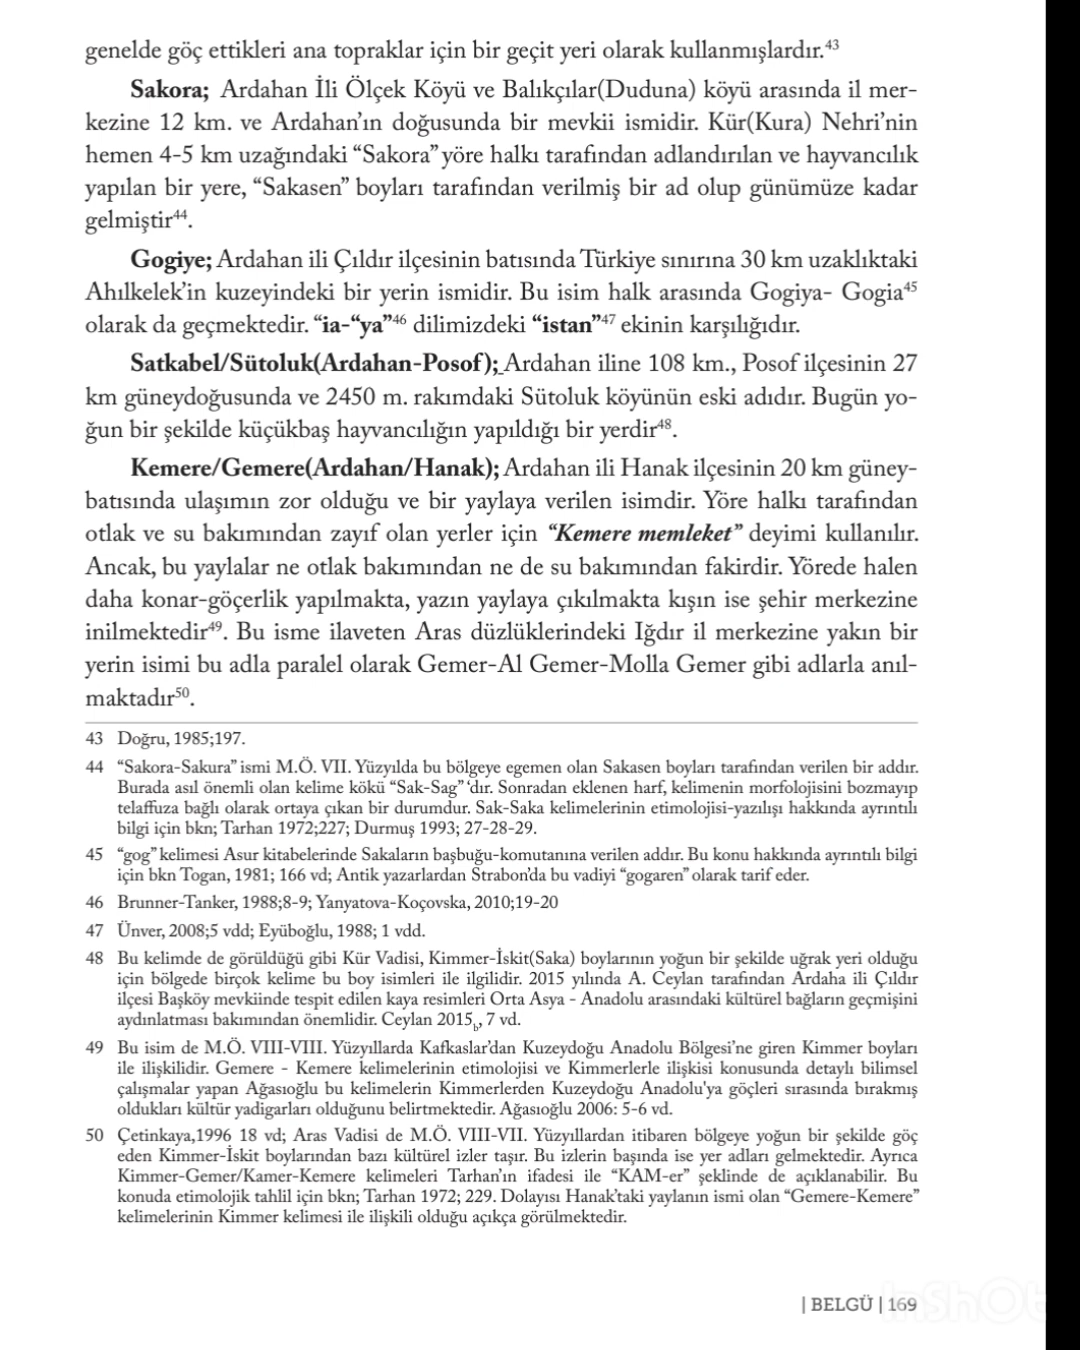 genelde göç ettikleri ana topraklar için bir geçit yeri olarak kullanmışlardır.43
Sakora; Ardahan İli Ölçek Köyü ve Balıkçılar(Duduna) köyü arasında il mer-
kezine 12 km. ve Ardahan'ın doğusunda bir mevkii ismidir. Kür(Kura) Nehri'nin
hemen 4-5 km uzağındaki "Sakora" yöre halkı tarafından adlandırılan ve hayvancılık
yapılan bir yere, "Sakasen" boyları tarafından verilmiş bir ad olup günümüze kadar
gelmiştir44.
Gogiye; Ardahan ili Çıldır ilçesinin batısında Türkiye sınırına 30 km uzaklıktaki
Ahılkelek'in kuzeyindeki bir yerin ismidir. Bu isim halk arasında Gogiya- Gogia45
olarak da geçmektedir. "ia-"ya"46 dilimizdeki "istan"47 ekinin karşılığıdır.
Satkabel/Sütoluk(Ardahan-Posof); Ardahan iline 108 km., Posof ilçesinin 27
km güneydoğusunda ve 2450 m. rakımdaki Sütoluk köyünün eski adıdır. Bugün yo-
ğun bir şekilde küçükbaş hayvancılığın yapıldığı bir yerdir48.
Kemere/Gemere(Ardahan/Hanak); Ardahan ili Hanak ilçesinin 20 km güney-
batısında ulaşımın zor olduğu ve bir yaylaya verilen isimdir. Yöre halkı tarafından
otlak ve su bakımından zayıf olan yerler için "Kemere memleket" deyimi kullanılır.
Ancak, bu yaylalar ne otlak bakımından ne de su bakımından fakirdir. Yörede halen
daha konar-göçerlik yapılmakta, yazın yaylaya çıkılmakta kışın ise şehir merkezine
inilmektedir49. Bu isme ilaveten Aras düzlüklerindeki Iğdır il merkezine yakın bir
yerin isimi bu adla paralel olarak Gemer-Al Gemer-Molla Gemer gibi adlarla anıl-
maktadır50.
43 Doğru, 1985;197.
44 "Sakora-Sakura" ismi M.Ö. VII. Yüzyılda bu bölgeye egemen olan Sakasen boyları tarafından verilen bir addır.
Burada asıl önemli olan kelime kökü "Sak-Sag" 'dır. Sonradan eklenen harf, kelimenin morfolojisini bozmayıp
telaffuza bağlı olarak ortaya çıkan bir durumdur. Sak-Saka kelimelerinin etimolojisi-yazılışı hakkında ayrıntılı
bilgi için bkn; Tarhan 1972;227; Durmuş 1993; 27-28-29.
45 "gog" kelimesi Asur kitabelerinde Sakaların başbuğu-komutanına verilen addır. Bu konu hakkında ayrıntılı bilgi
için bkn Togan, 1981; 166 vd; Antik yazarlardan Strabon'da bu vadiyi "gogaren" olarak tarif eder.
46 Brunner-Tanker, 1988;8-9; Yanyatova-Koçovska, 2010;19-20
47 Ünver, 2008;5 vdd; Eyüboğlu, 1988; 1 vdd.
48 Bu kelimde de görüldüğü gibi Kür Vadisi, Kimmer-İskit(Saka) boylarının yoğun bir şekilde uğrak yeri olduğu
için bölgede birçok kelime bu boy isimleri ile ilgilidir. 2015 yılında A. Ceylan tarafından Ardaha ili Çıldır
ilçesi Başköy mevkiinde tespit edilen kaya resimleri Orta Asya - Anadolu arasındaki kültürel bağların geçmişini
aydınlatması bakımından önemlidir. Ceylan 2015b, 7 vd.
49 Bu isim de M.Ö. VIII-VIII. Yüzyıllarda Kafkaslar'dan Kuzeydoğu Anadolu Bölgesi'ne giren Kimmer boyları
ile ilişkilidir. Gemere - Kemere kelimelerinin etimolojisi ve Kimmerlerle ilişkisi konusunda detaylı bilimsel
çalışmalar yapan Ağasıoğlu bu kelimelerin Kimmerlerden Kuzeydoğu Anadolu'ya göçleri sırasında bırakmış
oldukları kültür yadigarları olduğunu belirtmektedir. Ağasıoğlu 2006: 5-6 vd.
50 Çetinkaya,1996 18 vd; Aras Vadisi de M.Ö. VIII-VII. Yüzyıllardan itibaren bölgeye yoğun bir şekilde göç
eden Kimmer-İskit boylarından bazı kültürel izler taşır. Bu izlerin başında ise yer adları gelmektedir. Ayrıca
Kimmer-Gemer/Kamer-Kemere kelimeleri Tarhan'ın ifadesi ile "KAM-er" şeklinde de açıklanabilir. Bu
konuda etimolojik tahlil için bkn; Tarhan 1972; 229. Dolayısı Hanak'taki yaylanın ismi olan "Gemere-Kemere"
kelimelerinin Kimmer kelimesi ile ilişkili olduğu açıkça görülmektedir.
| BELGÜ | 169
InShOt